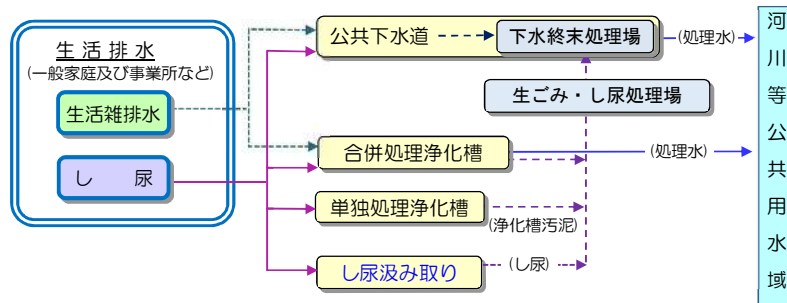 生活排水
(一般家庭及び事業所など)
生活雑排水
し　　尿
公共下水道
下水終末処理場
(処理水)
生ごみ・し尿処理場
合併処理浄化槽
(処理水)
単独処理浄化槽
(浄化槽汚泥)
し尿汲み取り
(し尿)
河川等公共用水域